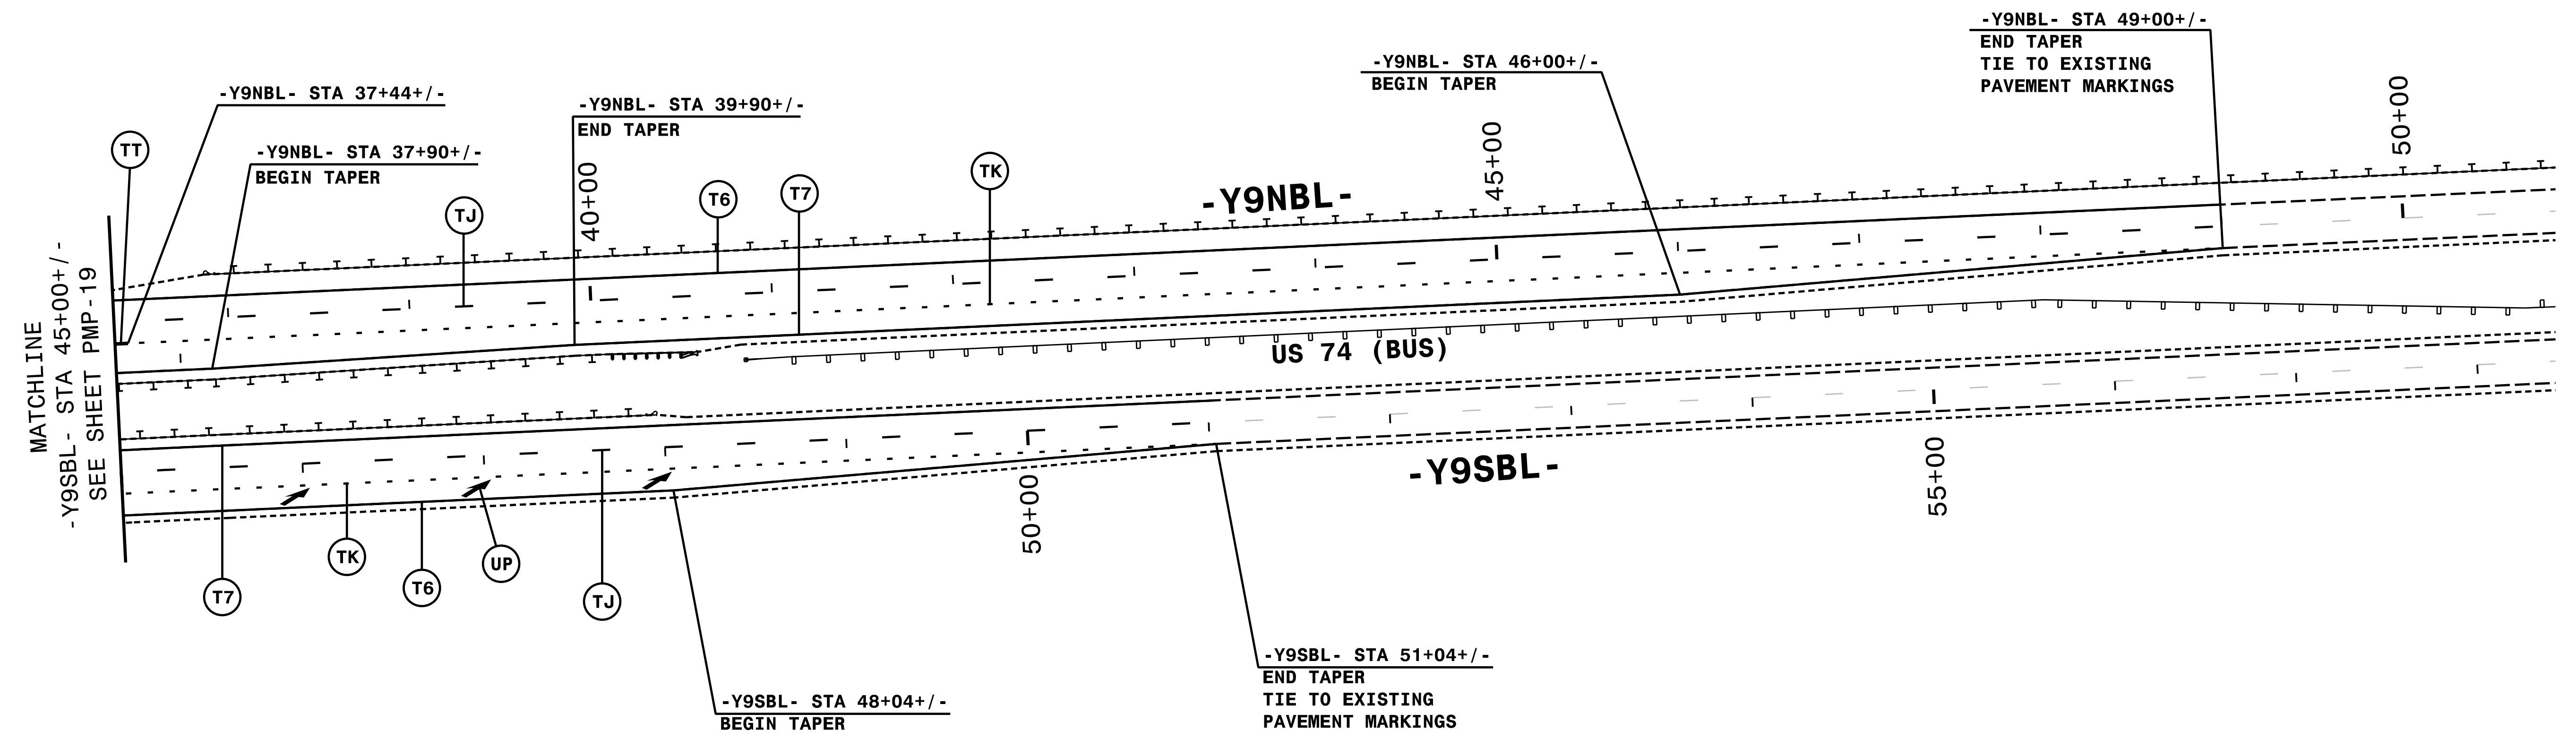 -Y9NBL- STA 49+00+/-
END TAPER
TIE TO EXISTING
PAVEMENT MARKINGS
-Y9NBL- STA 46+00+/-
BEGIN TAPER
-Y9NBL- STA 37+44+/-
-Y9NBL- STA 39+90+/-
END TAPER
-Y9NBL- STA 37+90+/-
BEGIN TAPER
TT
TJ
40+00
T6
T7
TK
-Y9NBL-
45+00
50+00
MATCHLINE
-Y9SBL- STA 45+00+/-
SEE SHEET PMP-19
US 74 (BUS)
-Y9SBL-
50+00
55+00
T7
TK
T6
UP
TJ
-Y9SBL- STA 48+04+/-
BEGIN TAPER
-Y9SBL- STA 51+04+/-
END TAPER
TIE TO EXISTING
PAVEMENT MARKINGS